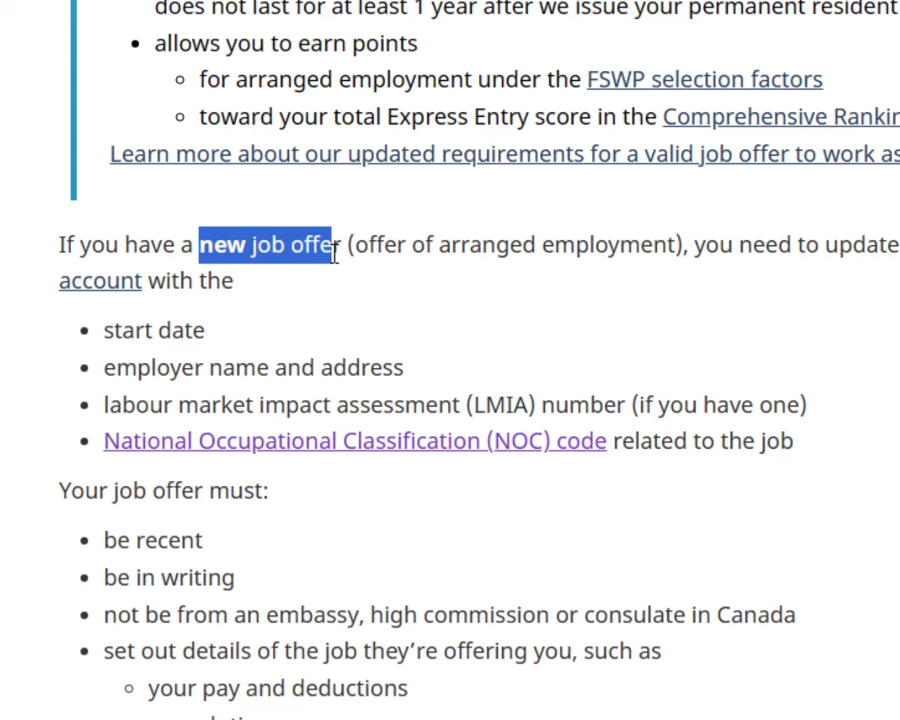 does not last for at least 1 year after we issue your permanent resident
allows you to earn points
for arranged employment under the FSWP selection factors
toward your total Express Entry score in the Comprehensive Rankin
Learn more about our updated requirements for a valid job offer to work as
If you have a new job offer (offer of arranged employment), you need to update
account with the
start date
employer name and address
labour market impact assessment (LMIA) number (if you have one)
National Occupational Classification (NOC) code related to the job
Your job offer must:
be recent
be in writing
not be from an embassy, high commission or consulate in Canada
set out details of the job they’re offering you, such as
your pay and deductions